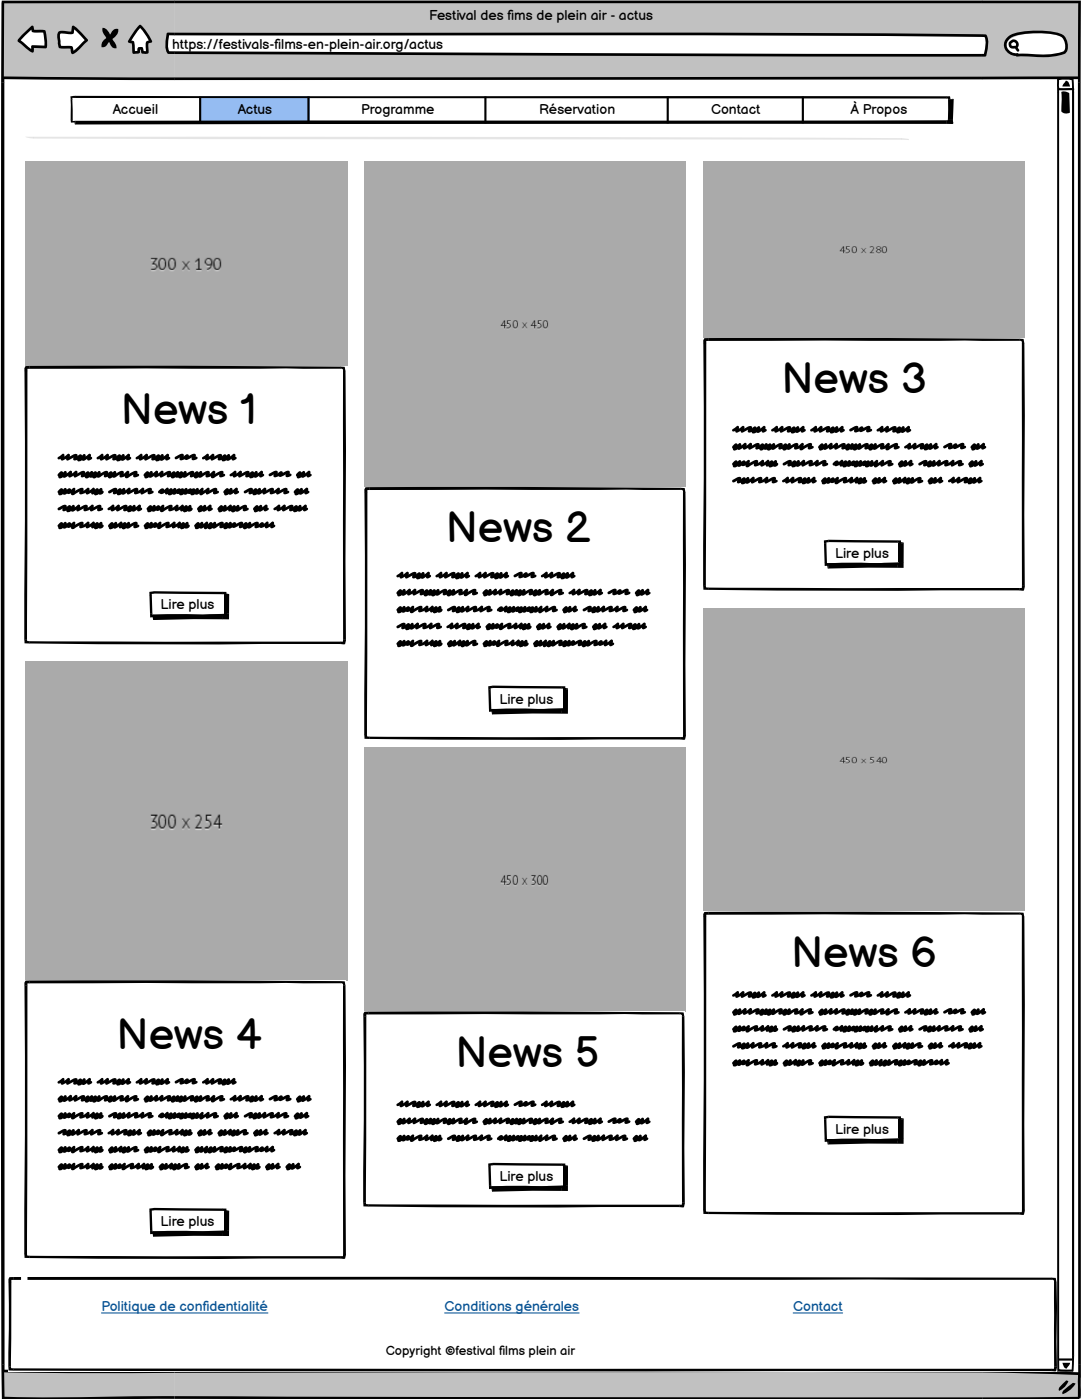 Festival des fims de plein air - actus
https://festivals-films-en-plein-air.org/actus
Accueil
Actus
Programme
Réservation
Contact
À Propos
300 x 190
News 1
Lire plus
450 x 450
News 2
Lire plus
450 x 280
News 3
Lire plus
300 x 254
News 4
Lire plus
450 x 300
News 5
Lire plus
450 x 540
News 6
Lire plus
Politique de confidentialité
Conditions générales
Contact
Copyright ©festival films plein air